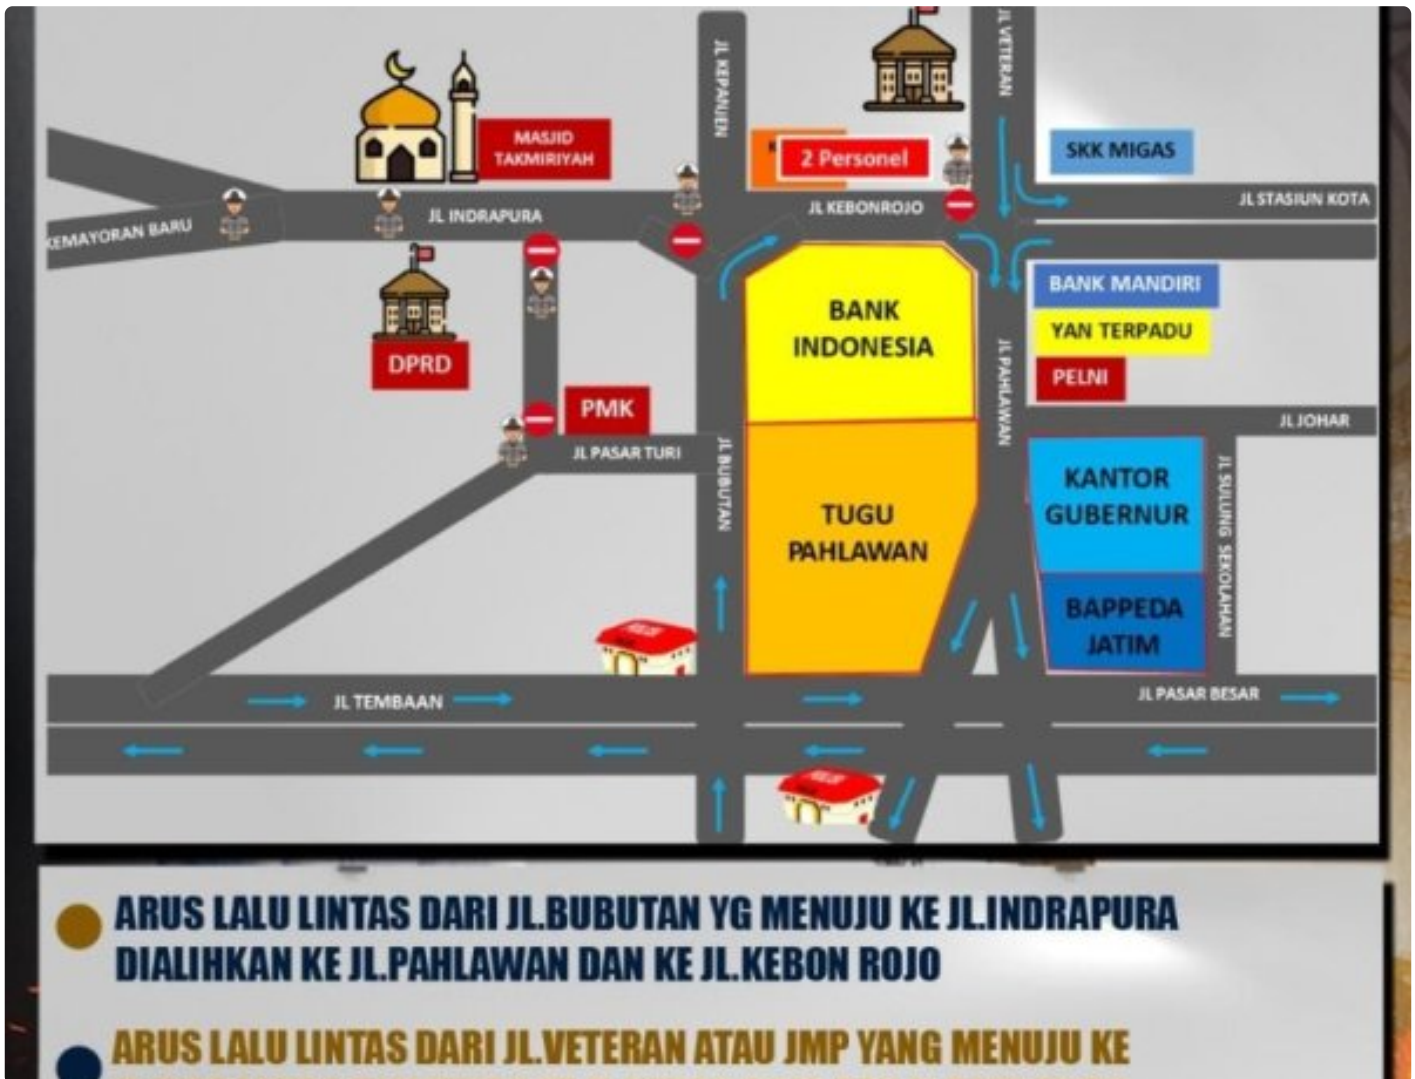 JL KEPANJEN
JL VETERAN
MASJID
TAKMIRIYAH
2 Personel
SKK MIGAS
JL INDRAPURA
JL KEBONROJO
JL STASIUN KOTA
KEMAYORAN BARU
BANK
INDONESIA
BANK MANDIRI
YAN TERPADU
PELNI
DPRD
PMK
JL PAHLAWAN
JL JOHAR
JL PASAR TURI
JL BUBUTAN
TUGU
PAHLAWAN
KANTOR
GUBERNUR
JL SULUNG SEKOLAHAN
BAPPEDA
JATIM
JL TEMBAAN
JL PASAR BESAR
ARUS LALU LINTAS DARI JL.BUBUTAN YG MENUJU KE JL.INDRAPURA
DIALIHKAN KE JL.PAHLAWAN DAN KE JL.KEBON ROJO
ARUS LALU LINTAS DARI JL.VETERAN ATAU JMP YANG MENUJU KE